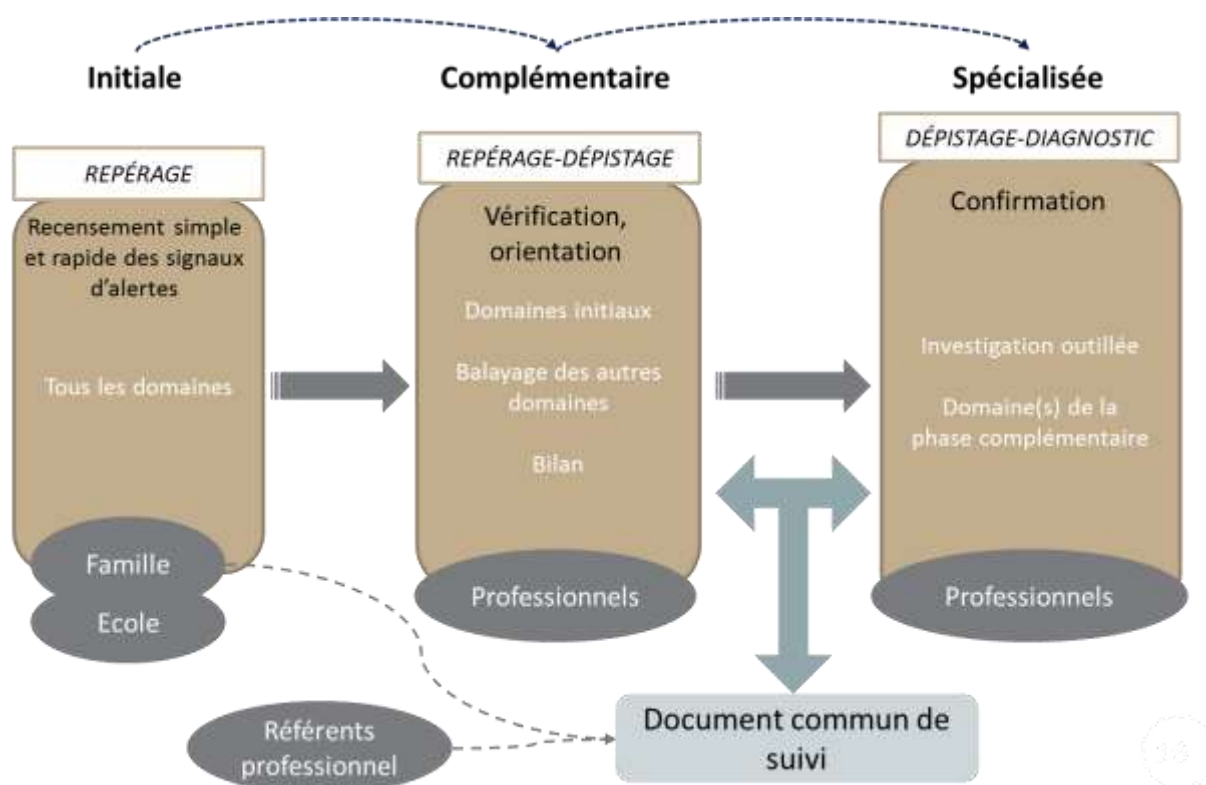 Initiale
REPÉRAGE
Recensement simple
et rapide des signaux
d'alertes
Tous les domaines
Famille
Ecole
Complémentaire
REPÉRAGE-DÉPISTAGE
Vérification,
orientation
Domaines initiaux
Balayage des autres
domaines
Bilan
Professionnels
Spécialisée
DÉPISTAGE-DIAGNOSTIC
Confirmation
Investigation outillée
Domaine(s) de la
phase complémentaire
Professionnels
Référents
professionnel
Document commun de
suivi